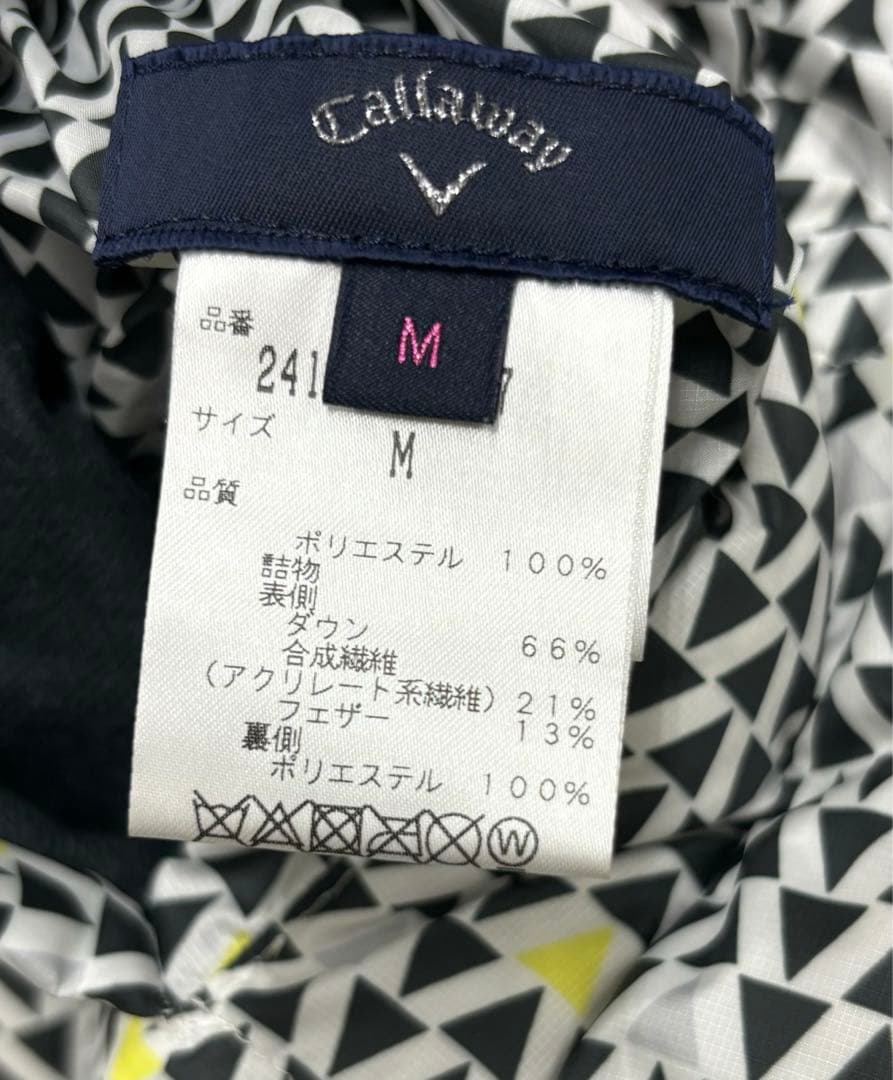 Callaway
M
品番
241
7
サイズ
M
品質
ポリエステル 100%
詰物
表側
ダウン 66%
合成繊維
(アクリレート系繊維) 21%
フェザー 13%
裏側
ポリエステル 100%
W